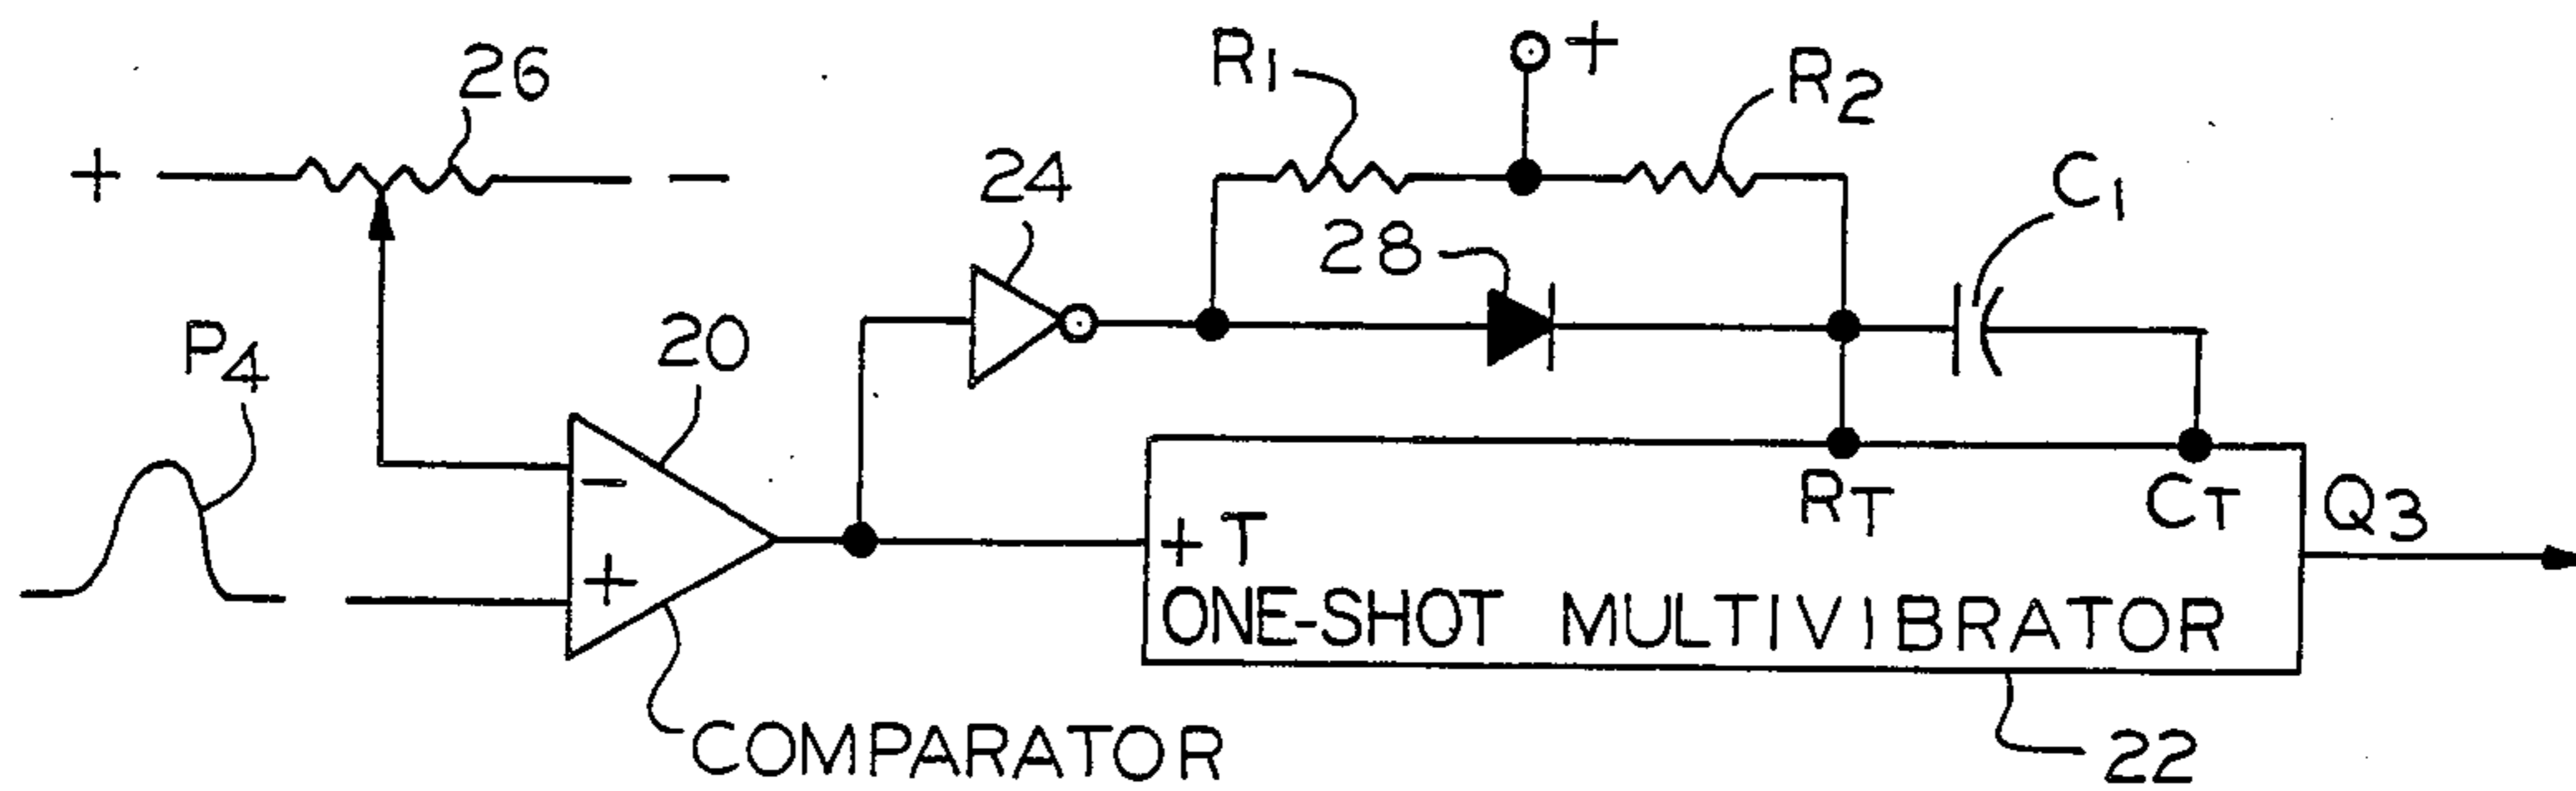 26
R1
+
R2
+
−
24
C1
28
P4
20
−
+
+T
RT
CT
Q3
ONE-SHOT MULTIVIBRATOR
COMPARATOR
22